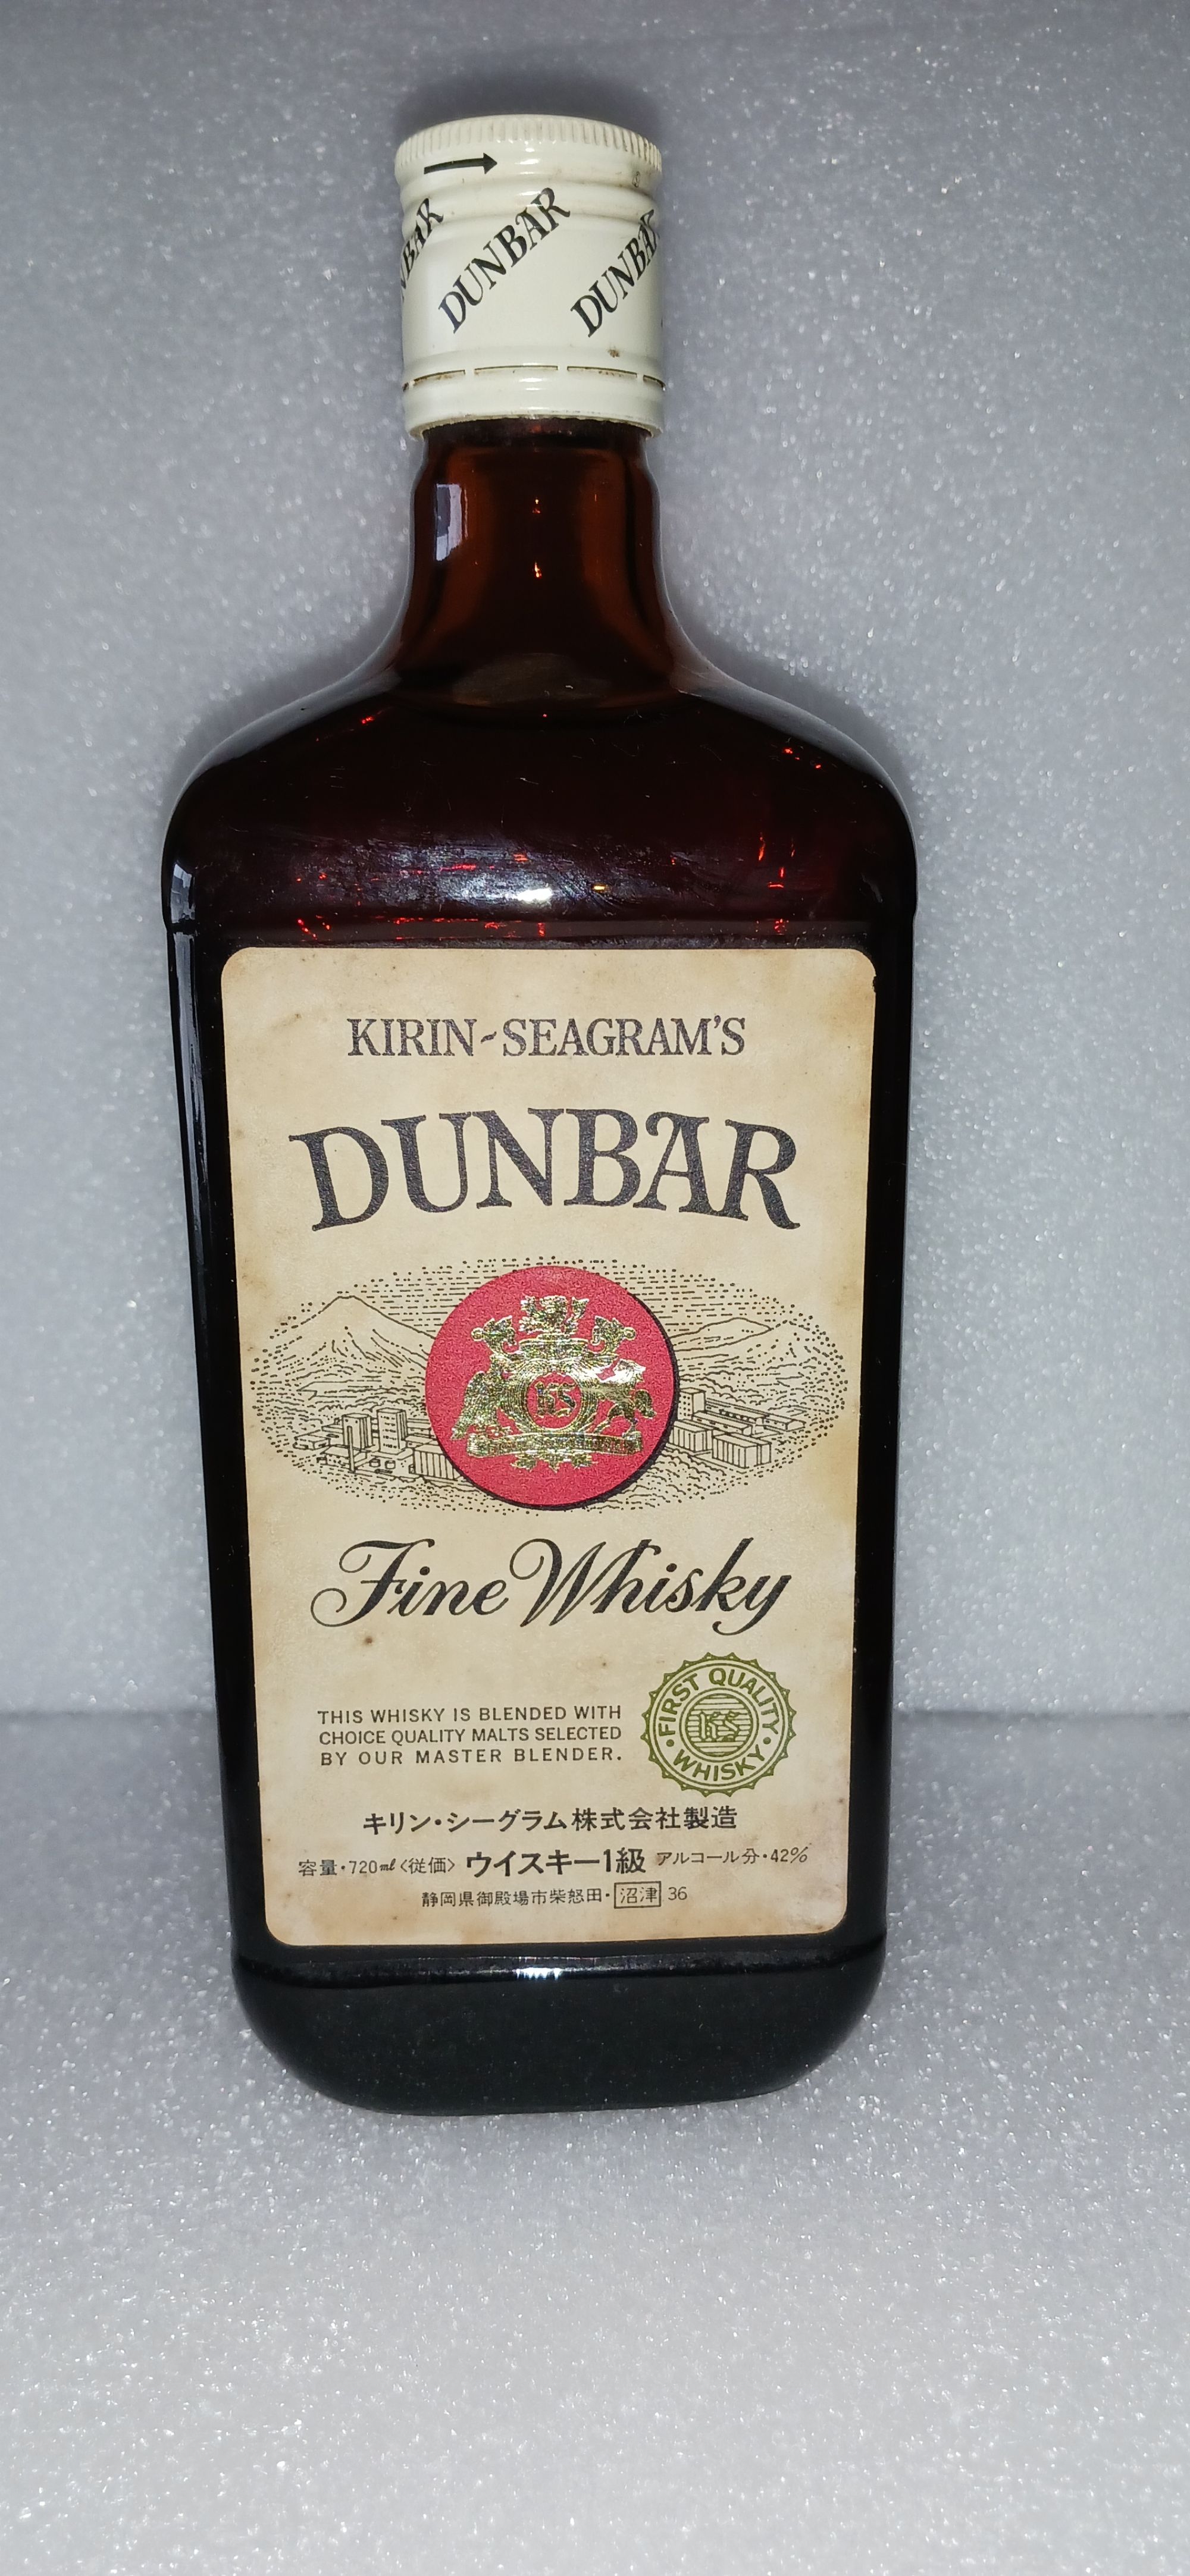 DUNBAR
DUNBAR
KIRIN-SEAGRAM'S
DUNBAR
KS
Fine Whisky
THIS WHISKY IS BLENDED WITH
CHOICE QUALITY MALTS SELECTED
BY OUR MASTER BLENDER.
FIRST QUALITY
KS
WHISKY
キリン・シーグラム株式会社製造
容量・720ml〈従価〉 ウイスキー1級 アルコール分・42%
静岡県御殿場市柴怒田・沼津 36